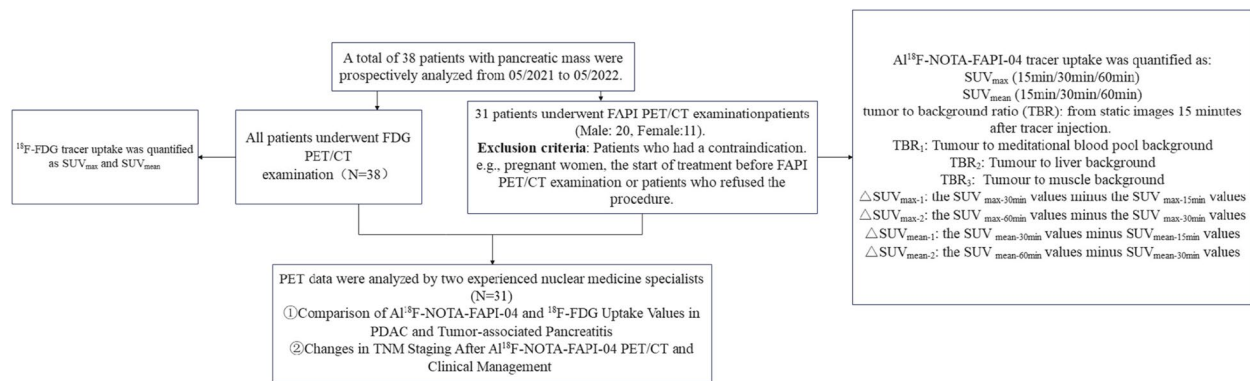 A total of 38 patients with pancreatic mass were
prospectively analyzed from 05/2021 to 05/2022.
¹⁸F-FDG tracer uptake was quantified
as SUVmax and SUVmean
All patients underwent FDG
PET/CT
examination（N=38）
31 patients underwent FAPI PET/CT examinationpatients
(Male: 20, Female:11).
Exclusion criteria: Patients who had a contraindication.
e.g., pregnant women, the start of treatment before FAPI
PET/CT examination or patients who refused the
procedure.
Al¹⁸F-NOTA-FAPI-04 tracer uptake was quantified as:
SUVmax (15min/30min/60min)
SUVmean (15min/30min/60min)
tumor to background ratio (TBR): from static images 15 minutes
after tracer injection.
TBR₁: Tumour to meditational blood pool background
TBR₂: Tumour to liver background
TBR₃: Tumour to muscle background
△SUVmax-1: the SUV max-30min values minus the SUV max-15min values
△SUVmax-2: the SUV max-60min values minus the SUV max-30min values
△SUVmean-1: the SUV mean-30min values minus SUVmean-15min values
△SUVmean-2: the SUV mean-60min values minus SUVmean-30min values
PET data were analyzed by two experienced nuclear medicine specialists
(N=31)
①Comparison of Al¹⁸F-NOTA-FAPI-04 and ¹⁸F-FDG Uptake Values in
PDAC and Tumor-associated Pancreatitis
②Changes in TNM Staging After Al¹⁸F-NOTA-FAPI-04 PET/CT and
Clinical Management